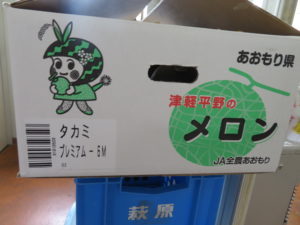 あおもり県
津軽平野の
メロン
JA全農あおもり
タカミ
プレミアム-5M
萩原